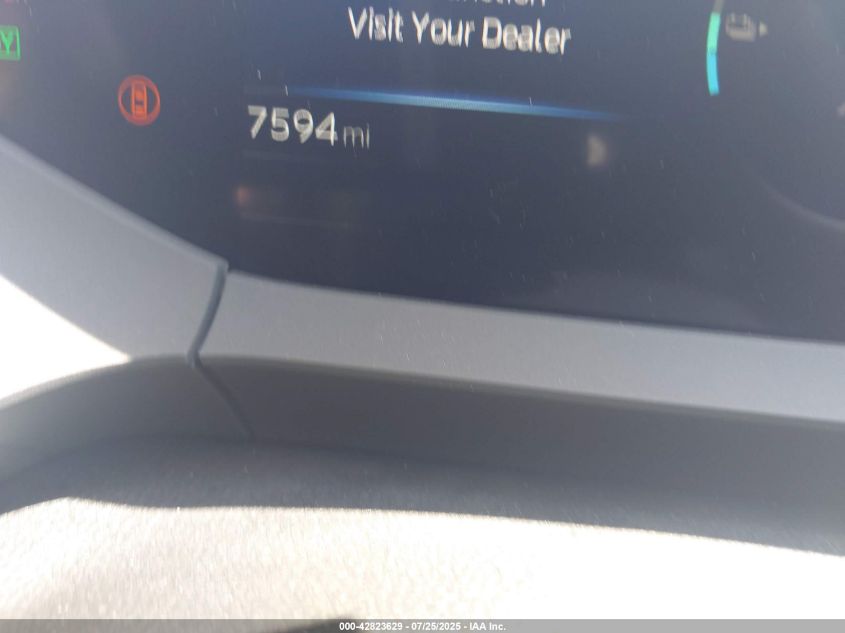 Visit Your Dealer
7594 mi
000-42823629 - 07/25/2025 - IAA Inc.